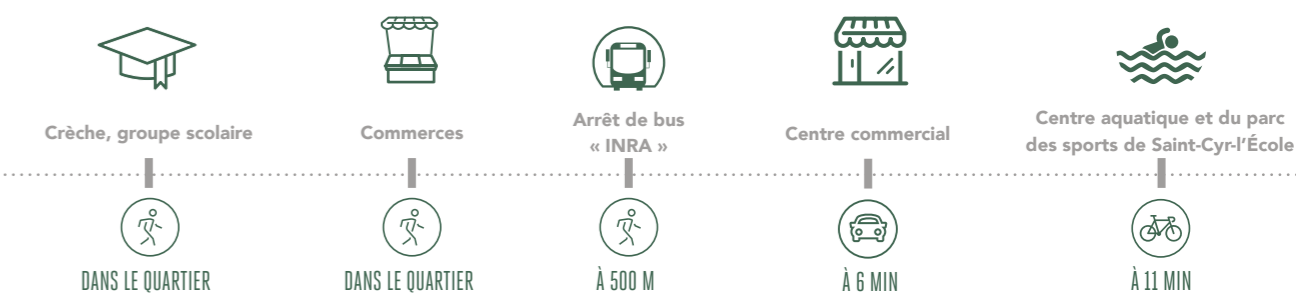 Crèche, groupe scolaire
Commerces
Arrêt de bus
« INRA »
Centre commercial
Centre aquatique et du parc
des sports de Saint-Cyr-l’École
DANS LE QUARTIER
DANS LE QUARTIER
À 500 M
À 6 MIN
À 11 MIN